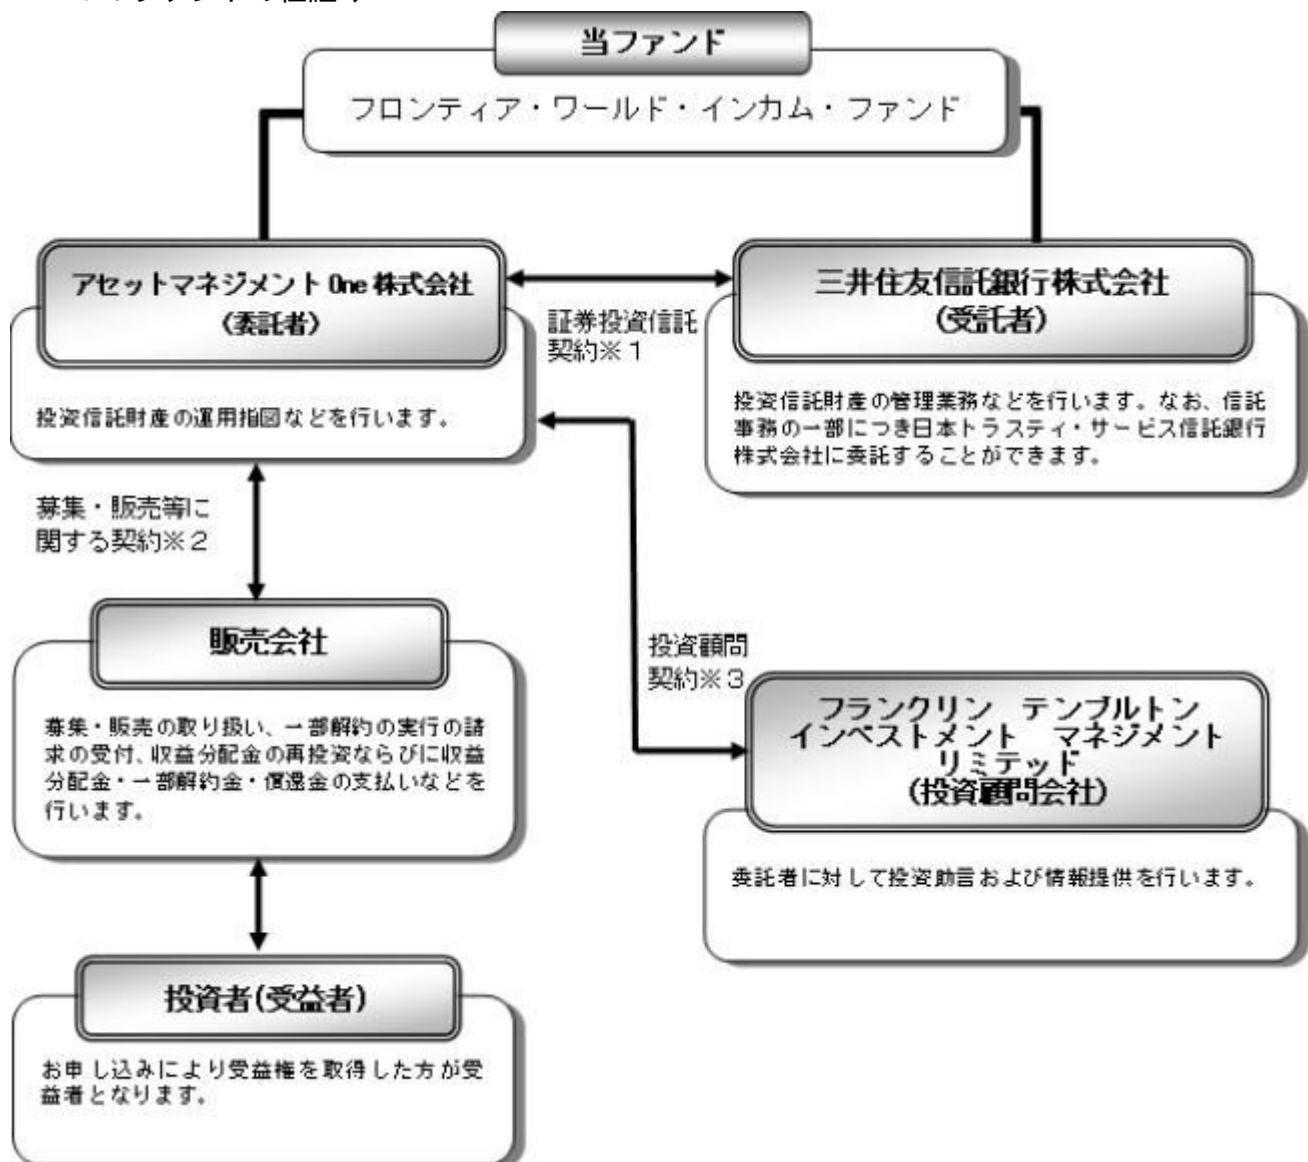 当ファンド
フロンティア・ワールド・インカム・ファンド
アセットマネジメント One 株式会社
(委託者)
投資信託財産の運用指図などを行います。
証券投資信託
契約※1
三井住友信託銀行株式会社
(受託者)
投資信託財産の管理業務などを行います。なお、信託
事務の一部につき日本トラスティ・サービス信託銀行
株式会社に委託することができます。
募集・販売等に
関する契約※2
販売会社
募集・販売の取り扱い、一部解約の実行の請
求の受付、収益分配金の再投資ならびに収益
分配金・一部解約金・償還金の支払いなどを
行います。
投資顧問
契約※3
フランクリン テンプルトン
インベストメント マネジメント
リミテッド
(投資顧問会社)
委託者に対して投資助言および情報提供を行います。
投資者(受益者)
お申し込みにより受益権を取得した方が受
益者となります。